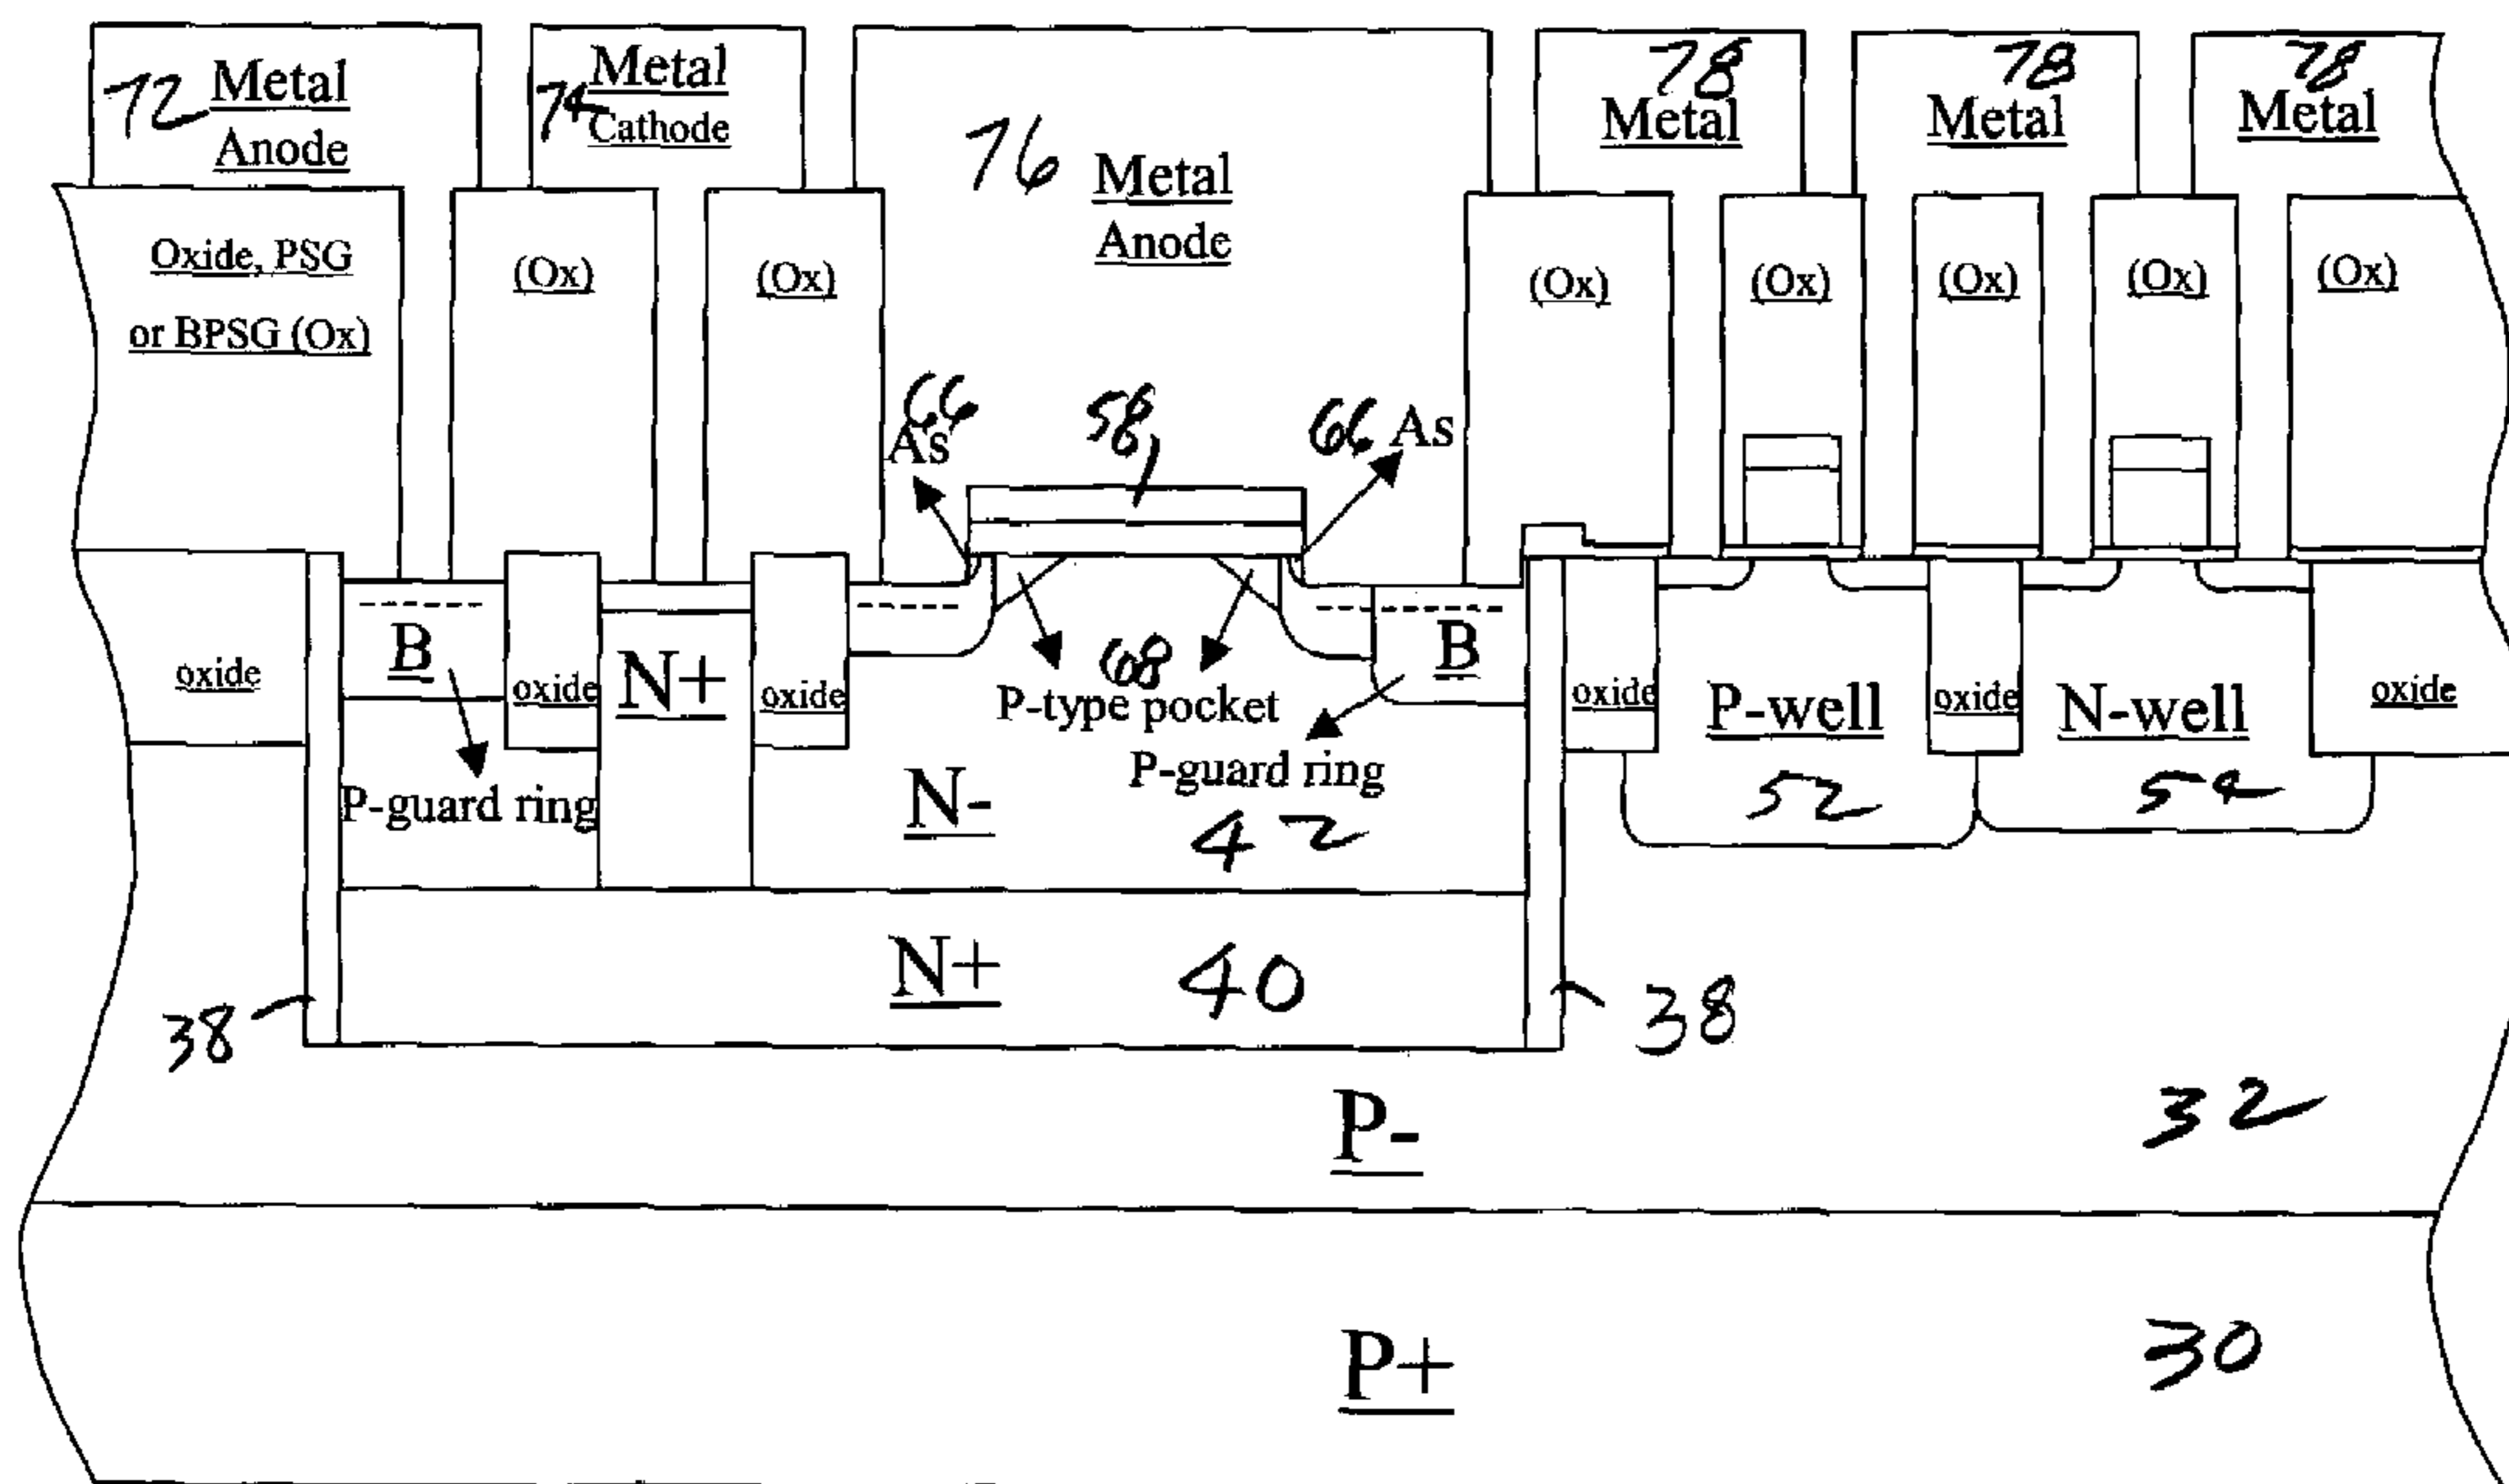 72 Metal
Anode
Metal
74 Cathode
76 Metal
Anode
78
Metal
78
Metal
78
Metal
Oxide, PSG
or BPSG (Ox)
(Ox)
(Ox)
(Ox)
(Ox)
(Ox)
(Ox)
(Ox)
66
As
58
66 As
oxide
B
oxide
N+
oxide
68
P-type pocket
B
oxide
P-well
oxide
N-well
oxide
P-guard ring
N-
P-guard ring
42
52
54
N+ 40
38
38
P-
32
P+
30